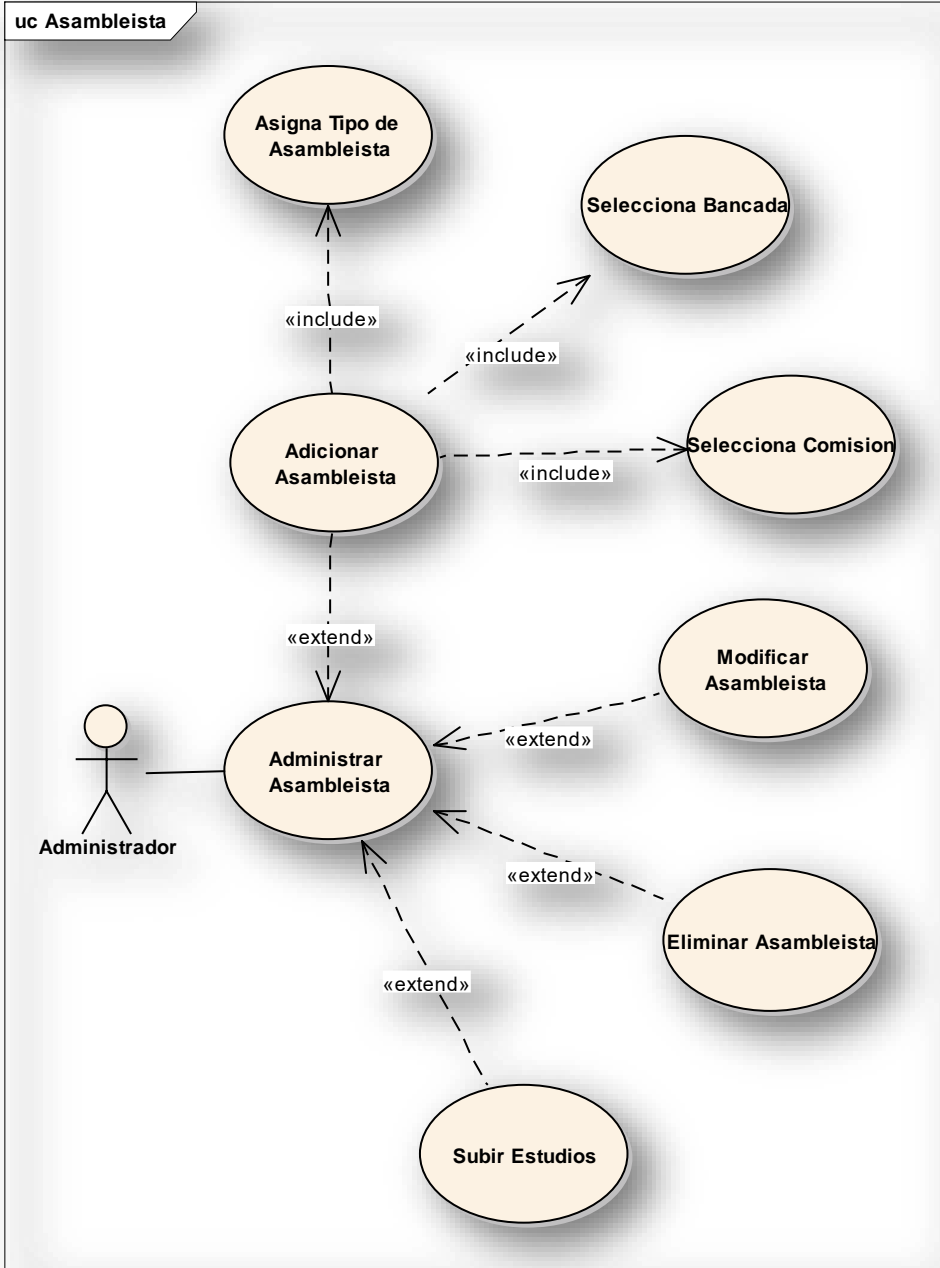 uc Asambleista
Asigna Tipo de
Asambleista
Selecciona Bancada
«include»
«include»
Adicionar
Asambleista
Selecciona Comision
«include»
«extend»
Modificar
Asambleista
«extend»
Administrar
Asambleista
Administrador
«extend»
Eliminar Asambleista
«extend»
Subir Estudios